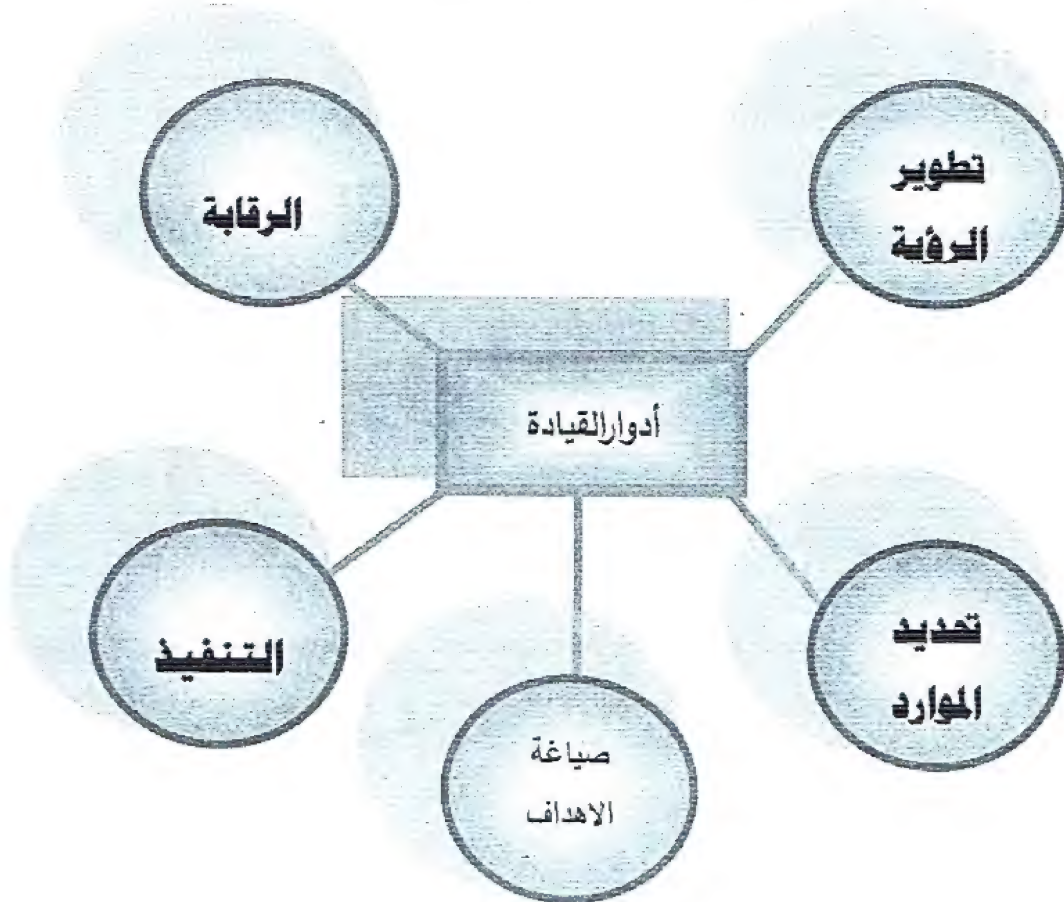 تطوير
الرؤية
الرقابة
أدوارالقيادة
تحديد
الموارد
التنفيذ
صياغة
الاهداف